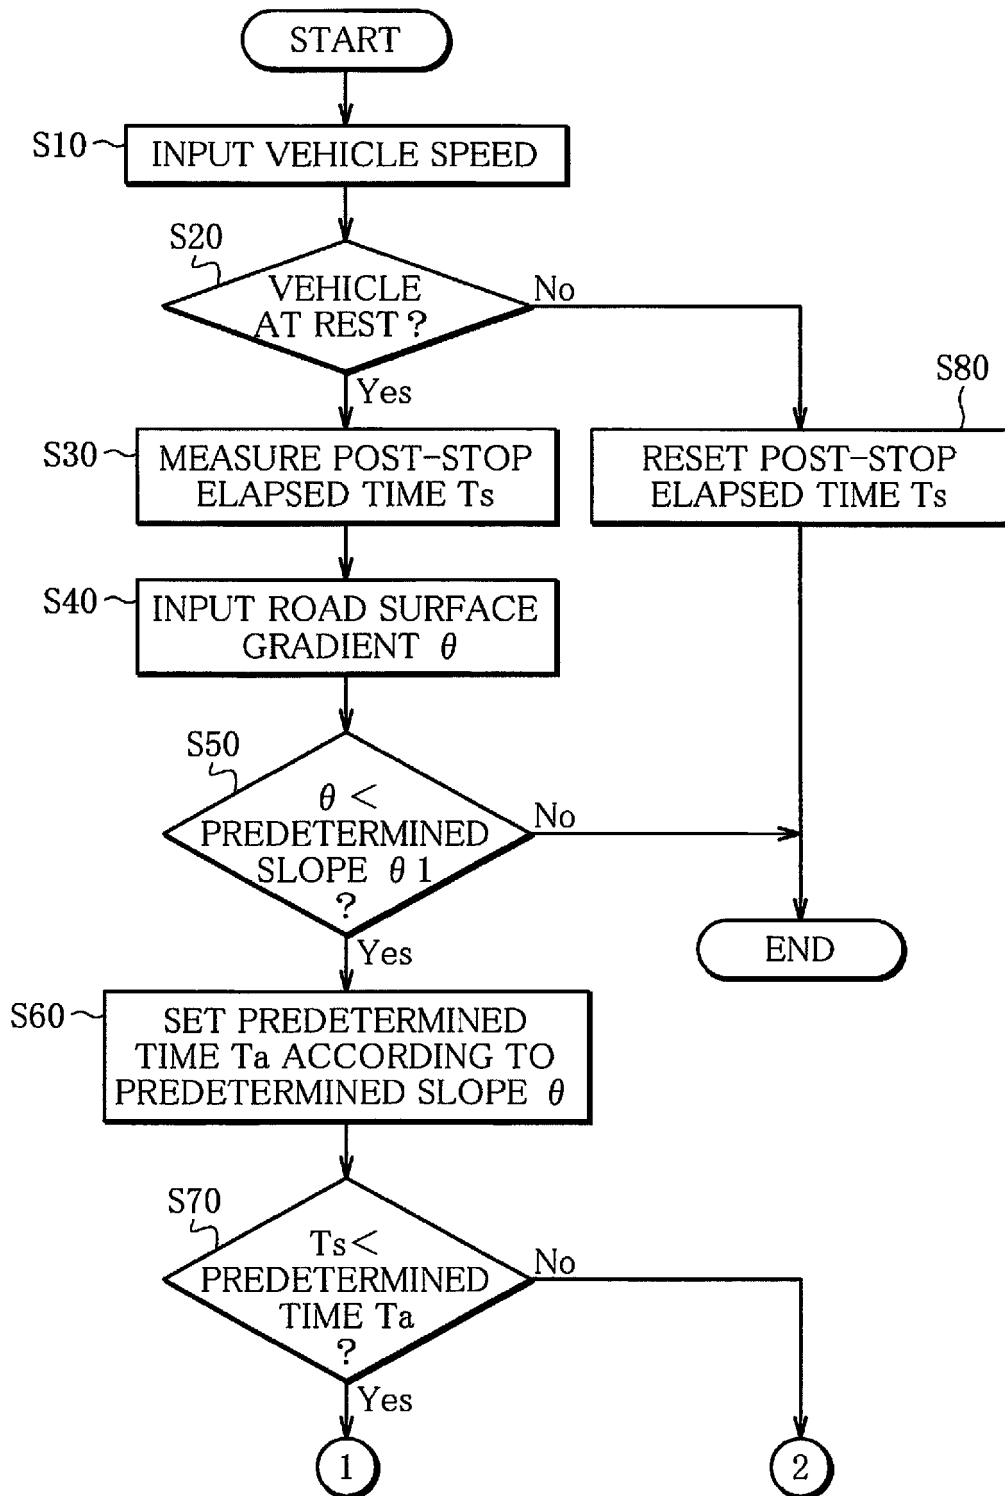 START
S10
INPUT VEHICLE SPEED
S20
VEHICLE
AT REST ?
No
Yes
S80
S30
MEASURE POST-STOP
ELAPSED TIME Ts
RESET POST-STOP
ELAPSED TIME Ts
S40
INPUT ROAD SURFACE
GRADIENT θ
S50
θ <
PREDETERMINED
SLOPE θ 1
?
No
Yes
END
S60
SET PREDETERMINED
TIME Ta ACCORDING TO
PREDETERMINED SLOPE θ
S70
Ts<
PREDETERMINED
TIME Ta
?
No
Yes
1
2